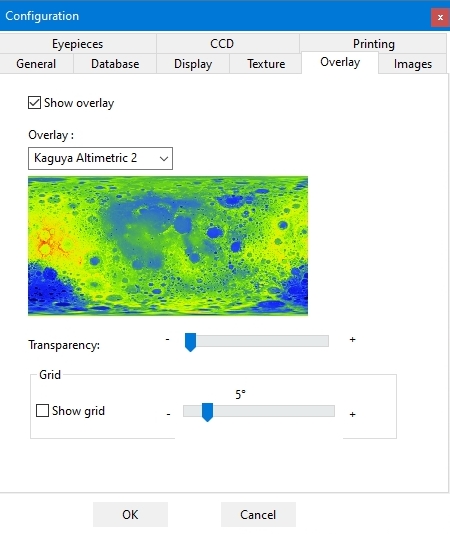 Configuration
x
Eyepieces CCD Printing
General Database Display Texture Overlay Images
Show overlay
Overlay :
Kaguya Altimetric 2
Transparency: - +
Grid
5°
Show grid - +
OK Cancel